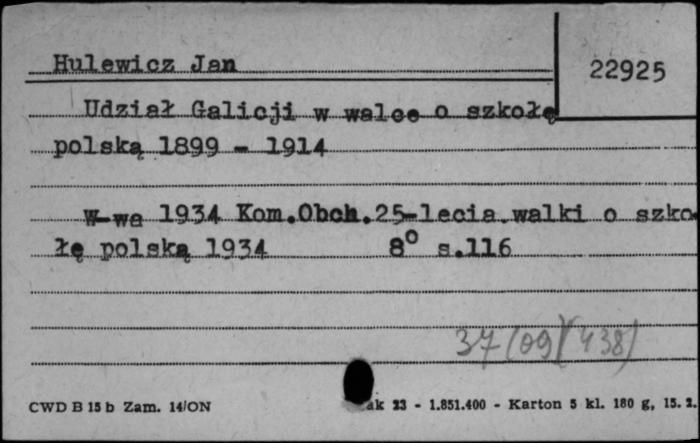 Hulewicz Jan
22925
Udział Galicji w walce o szkołę
polską 1899 - 1914
W-wa 1934 Kom.Obch.25-lecia.walki o szko-
łę polską 1934 8° s.116
37(09)(438)
CWD B 15 b Zam. 14/ON
ak 23 - 1.851.400 - Karton 5 kl. 180 g, 15. 2.